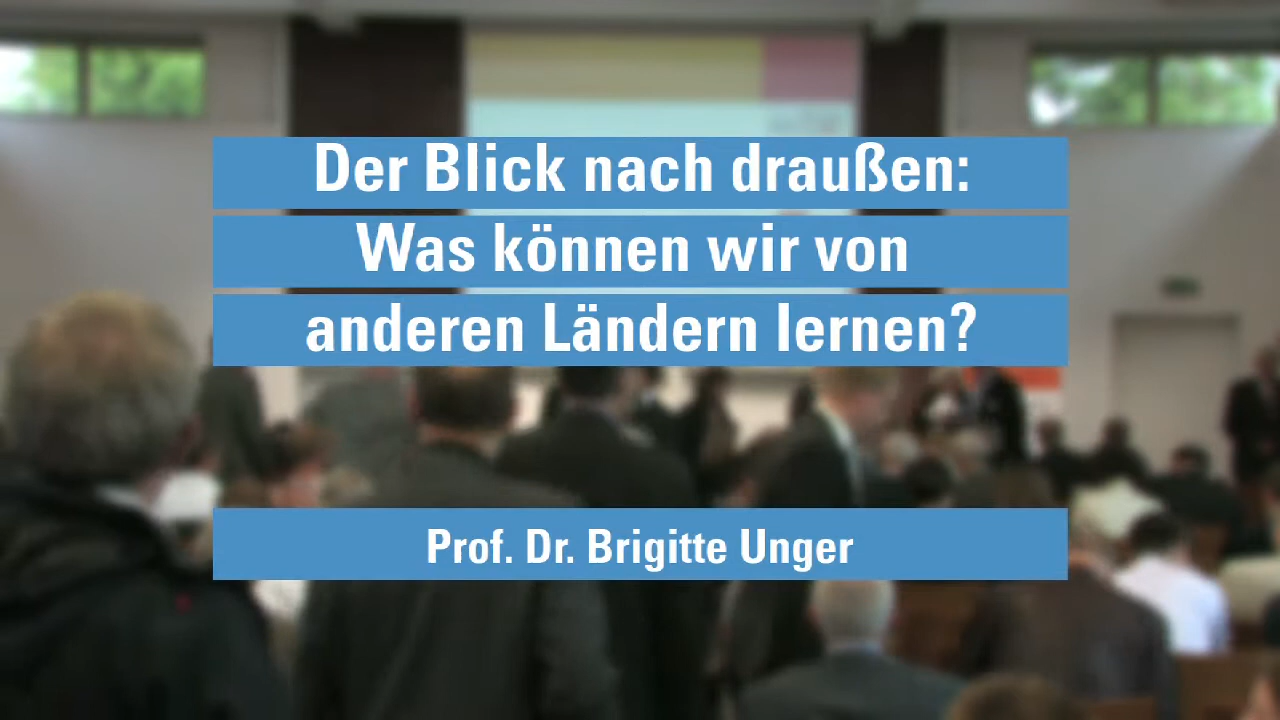 Der Blick nach draußen:
Was können wir von
anderen Ländern lernen?
Prof. Dr. Brigitte Unger